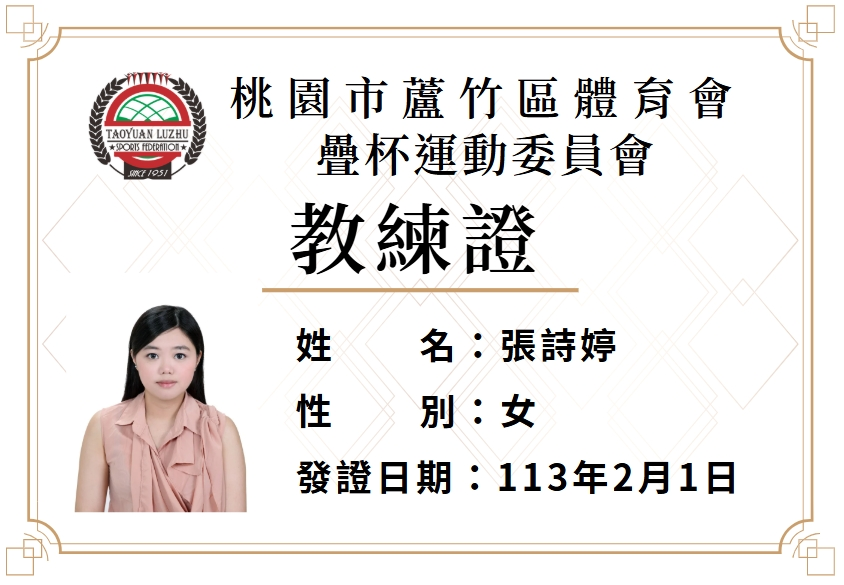 桃園市蘆竹區體育會
疊杯運動委員會
TAOYUAN LUZHU
SPORTS FEDERATION
SINCE 1951
教練證
姓 名：張詩婷
性 別：女
發證日期：113年2月1日